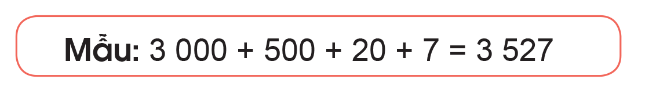 Mẫu: 3 000 + 500 + 20 + 7 = 3 527